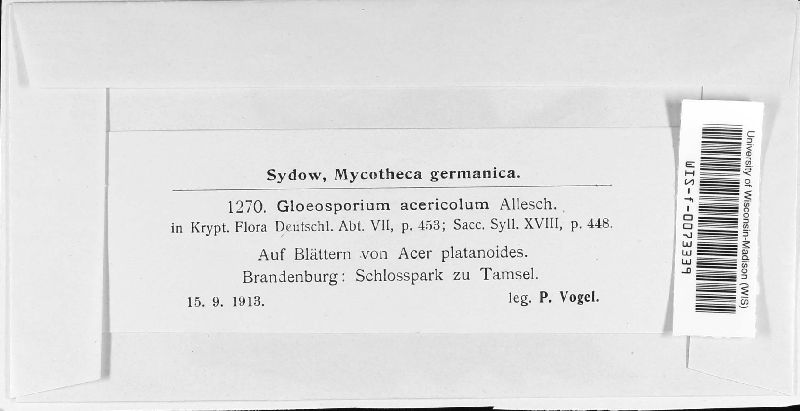 Sydow, Mycotheca germanica.
1270. Gloeosporium acericolum Allesch.
in Krypt. Flora Deutschl. Abt. VII, p. 453; Sacc. Syll. XVIII, p. 448.
Auf Blättern von Acer platanoides.
Brandenburg: Schlosspark zu Tamsel.
15. 9. 1913. leg. P. Vogel.
University of Wisconsin-Madison (WIS)
WIS-f-0073339